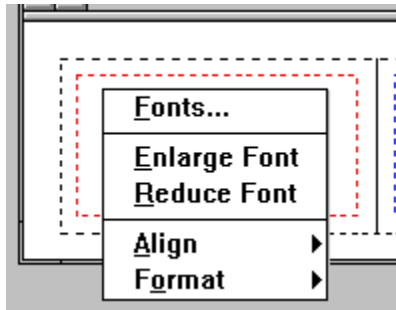 Fonts...
Enlarge Font
Reduce Font
Align
Format